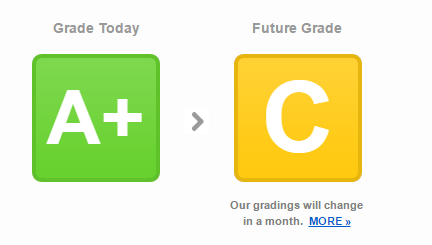 Grade Today
Future Grade
A+
C
Our gradings will change
in a month. MORE »